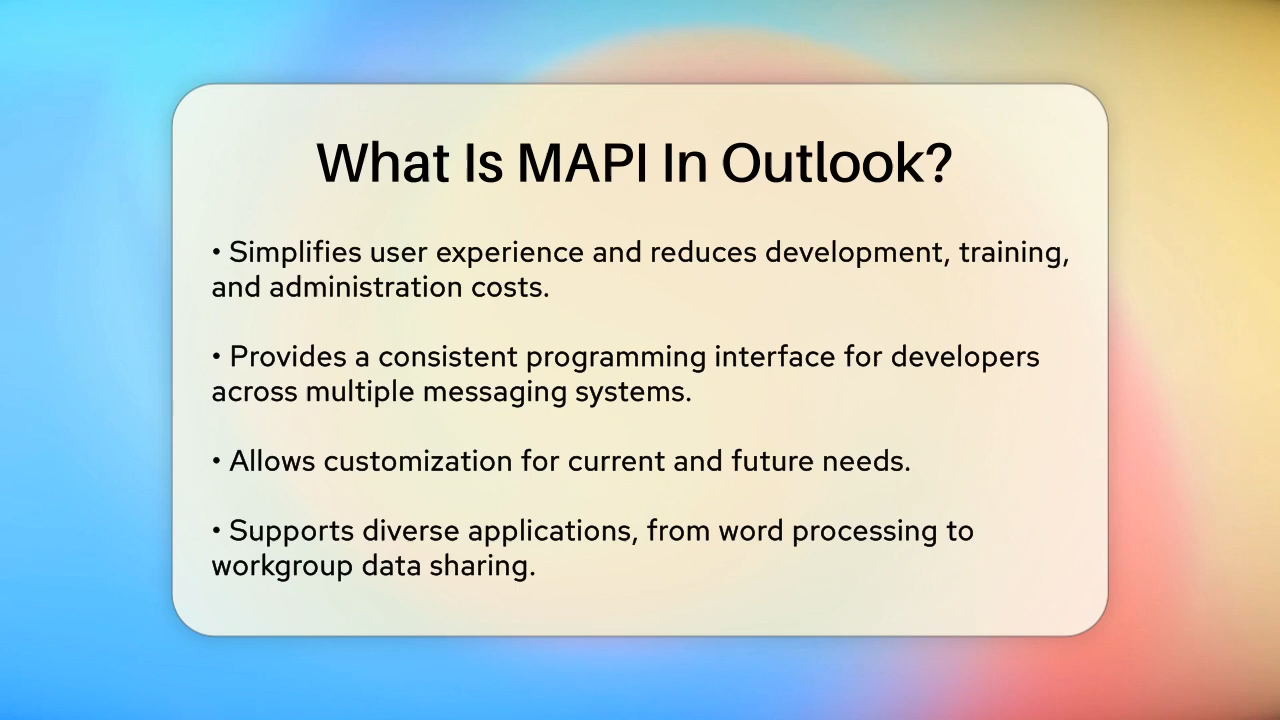 What Is MAPI In Outlook?
• Simplifies user experience and reduces development, training,
and administration costs.
• Provides a consistent programming interface for developers
across multiple messaging systems.
• Allows customization for current and future needs.
• Supports diverse applications, from word processing to
workgroup data sharing.